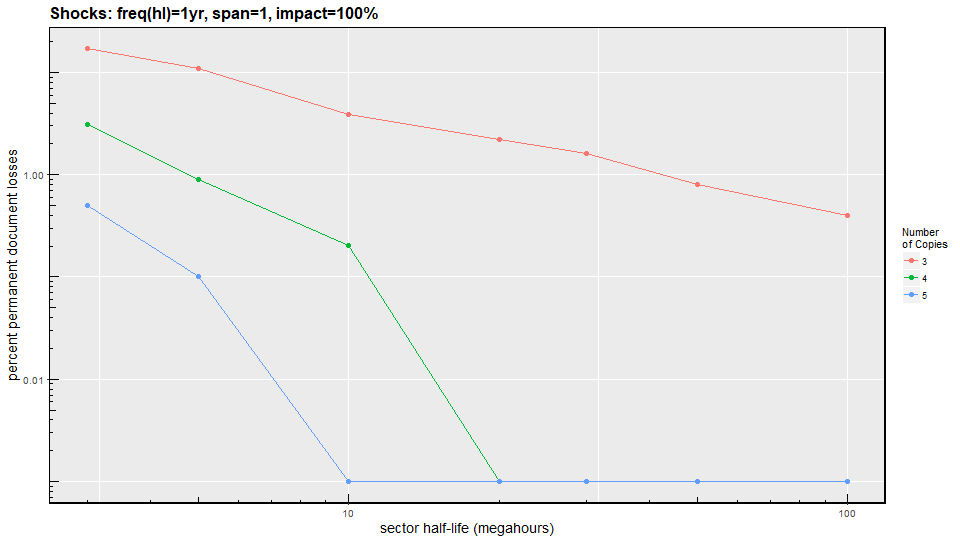 Shocks: freq(hl)=1yr, span=1, impact=100%
percent permanent document losses
1.00
0.01
10
100
sector half-life (megahours)
Number
of Copies
3
4
5